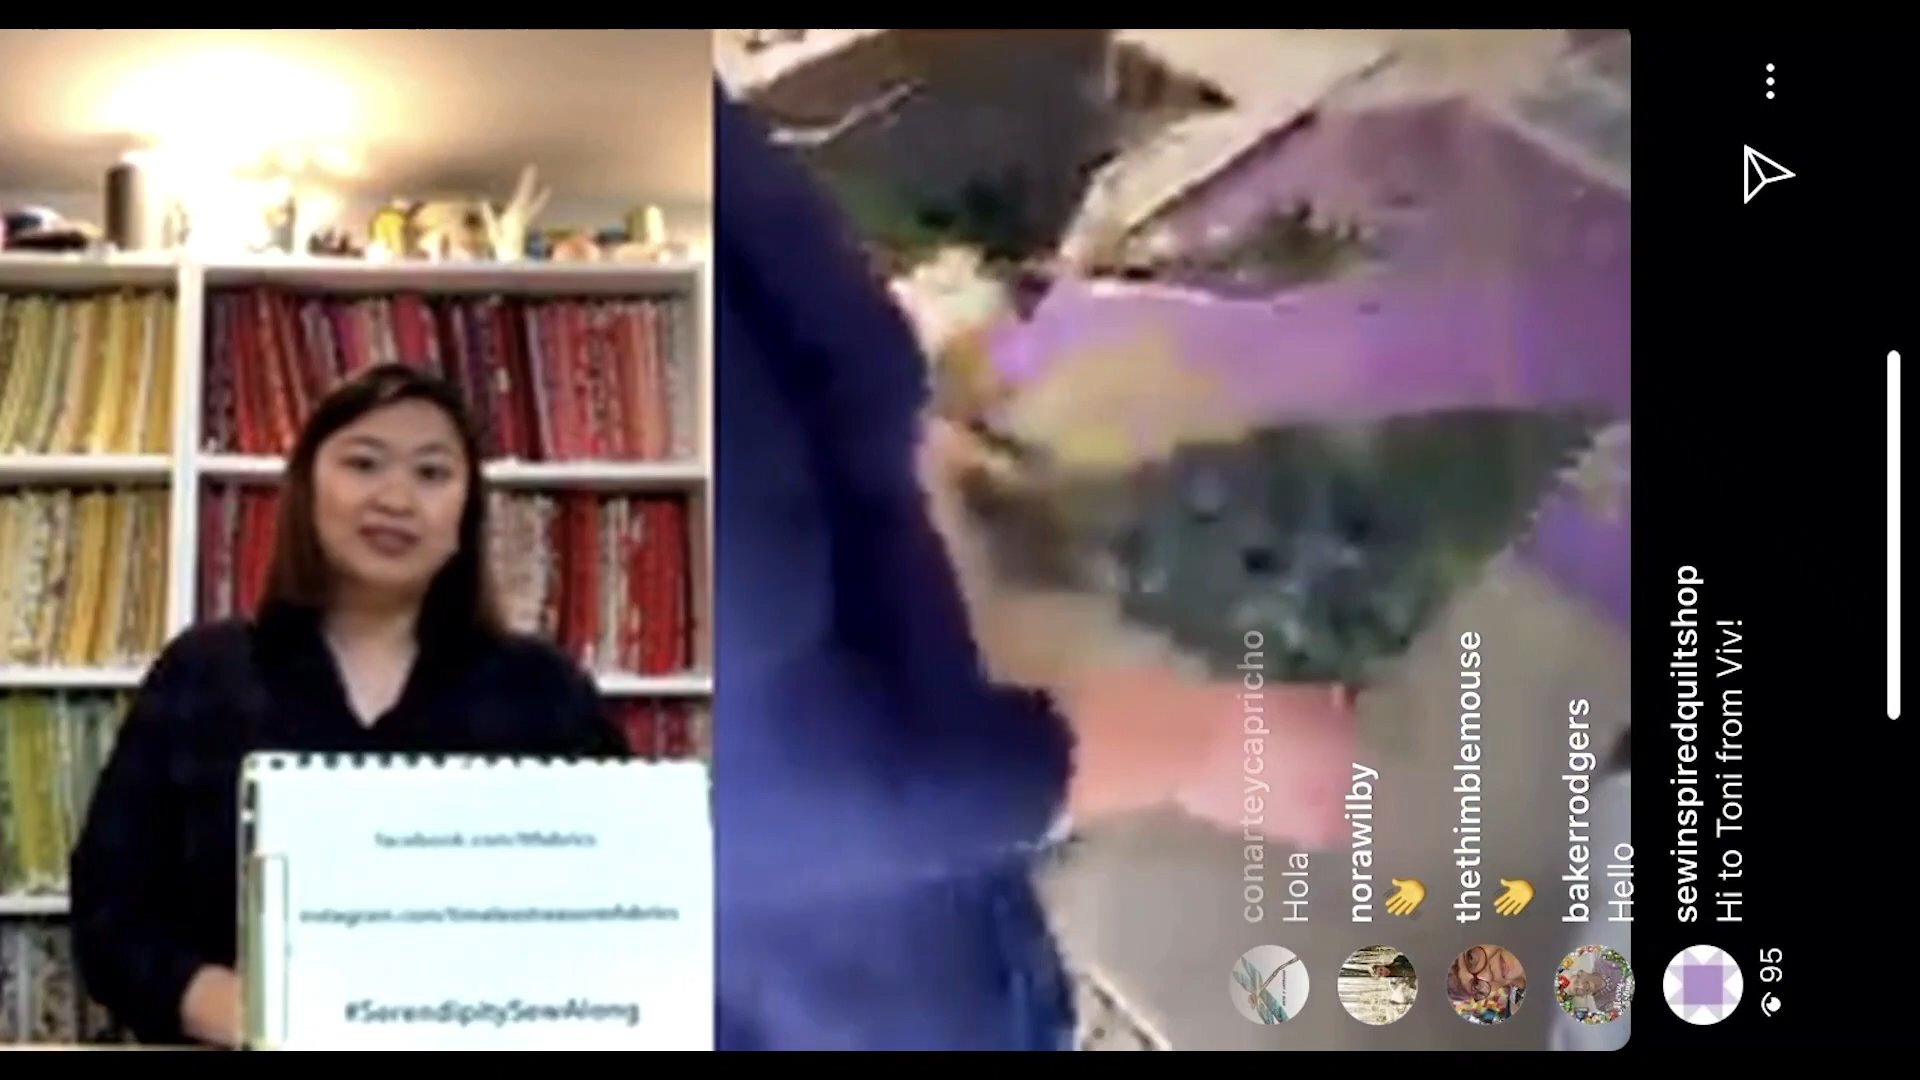 facebook.com/ttfabrics
instagram.com/timelesstreasuresfabrics
#SerendipitySewAlong
conarteycapricho
Hola
norawilby
👋
thethimblemouse
👋
bakerrodgers
Hello
sewinspiredquiltshop
Hi to Toni from Viv!
95